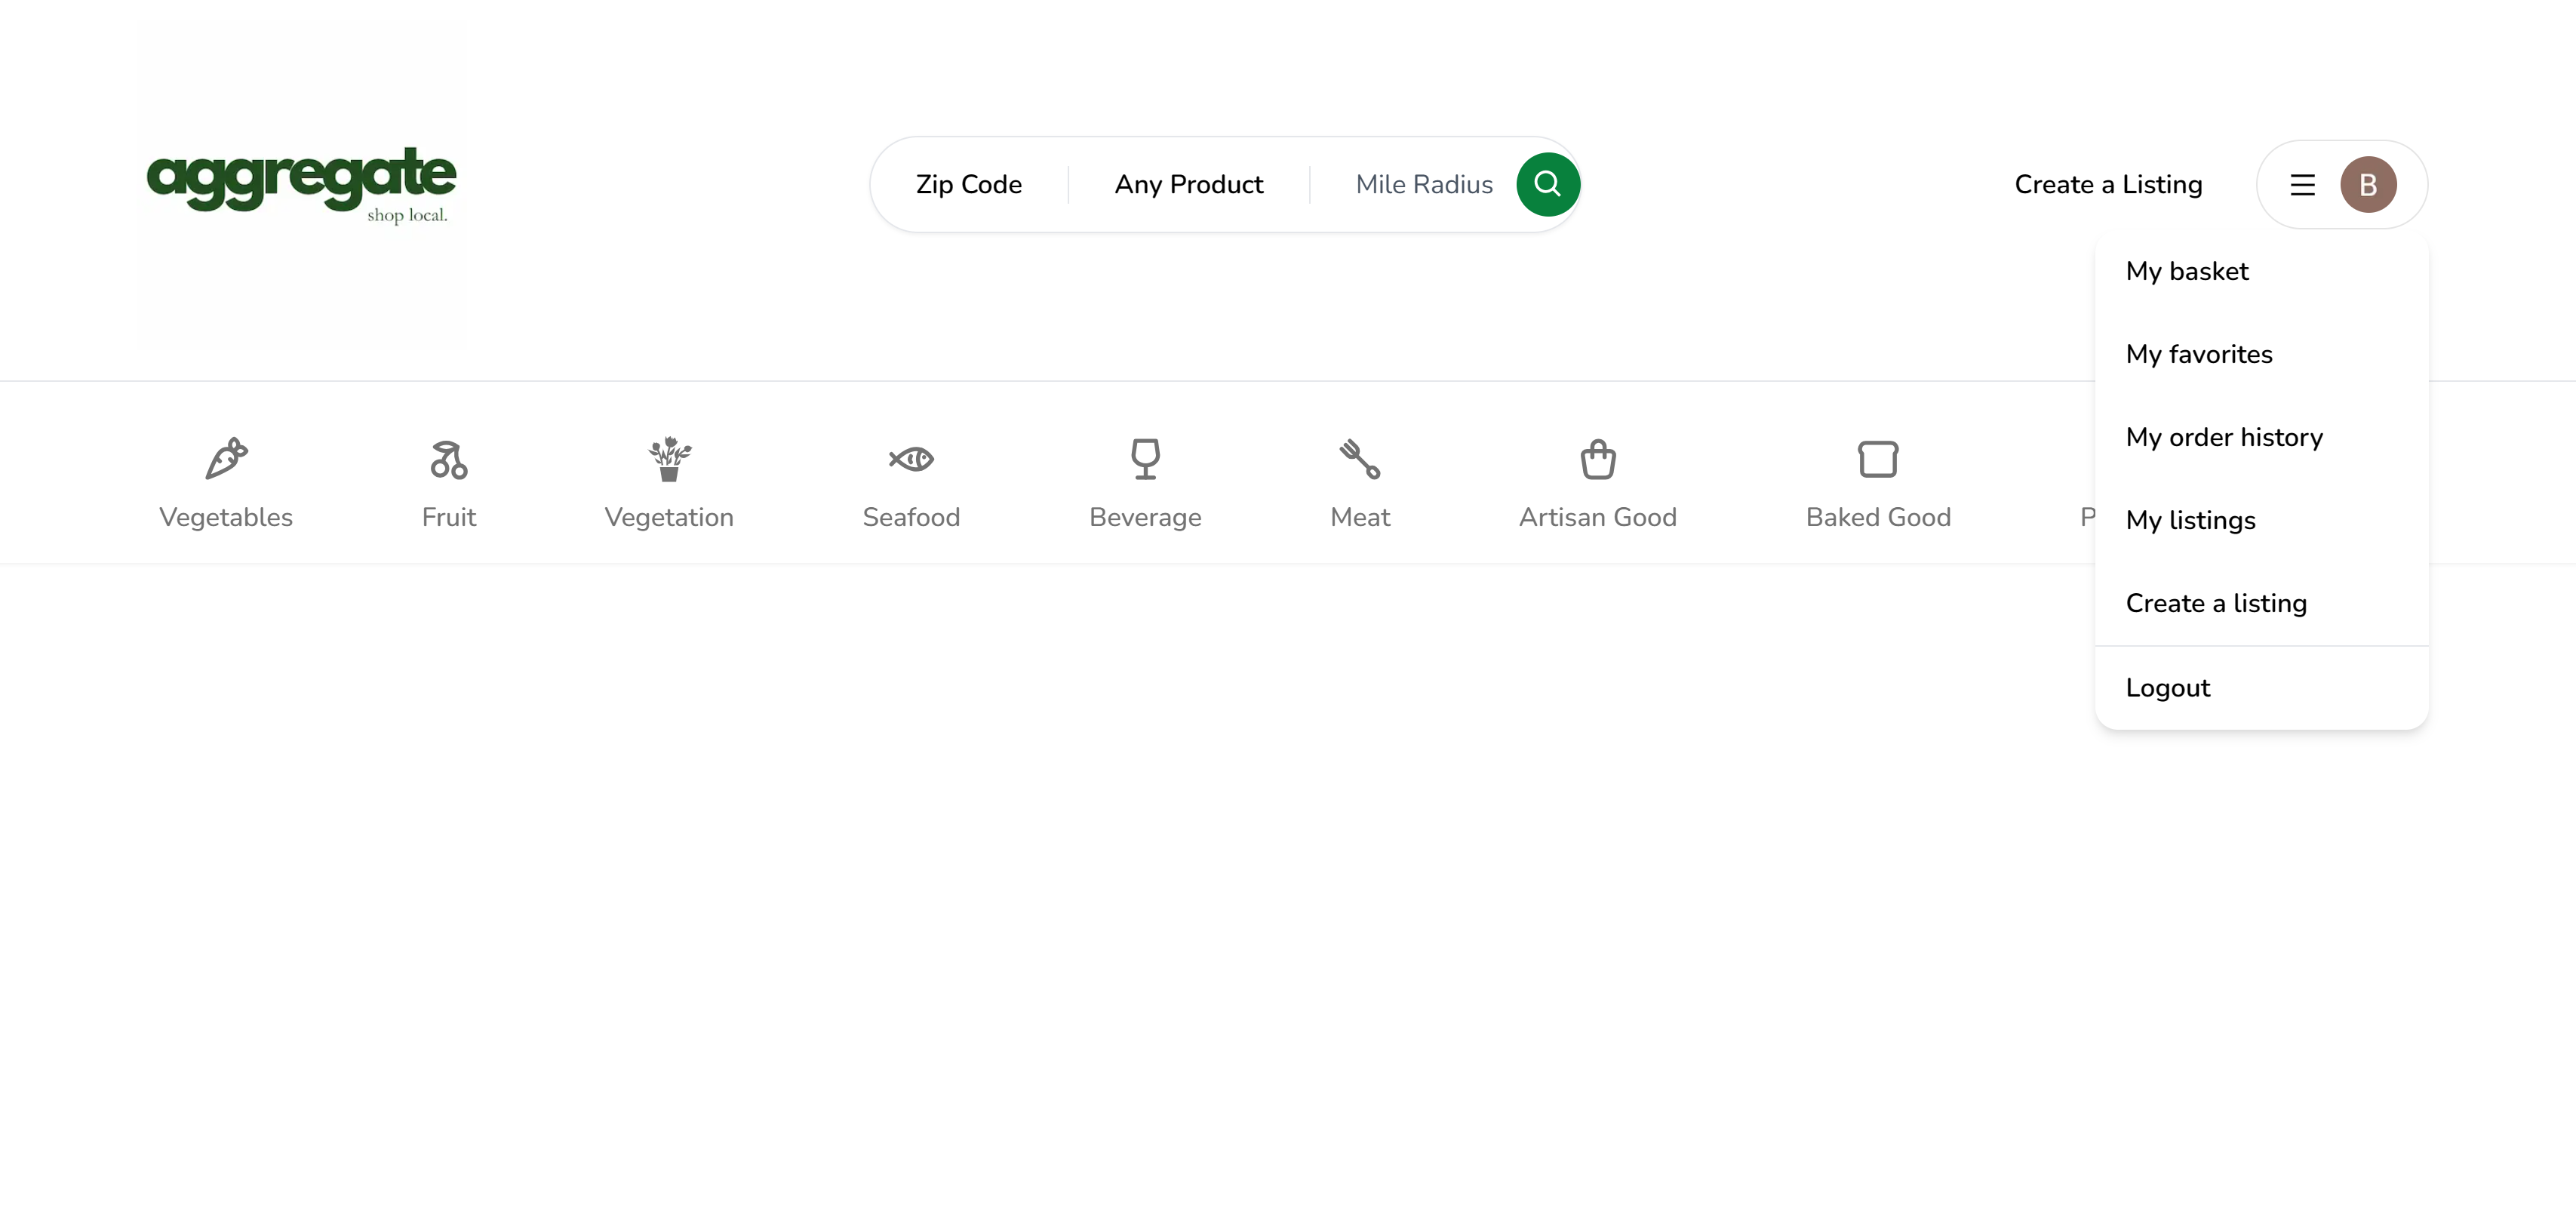 aggregate
shop local.
Zip Code
Any Product
Mile Radius
Create a Listing
B
My basket
My favorites
My order history
My listings
Create a listing
Logout
Vegetables
Fruit
Vegetation
Seafood
Beverage
Meat
Artisan Good
Baked Good